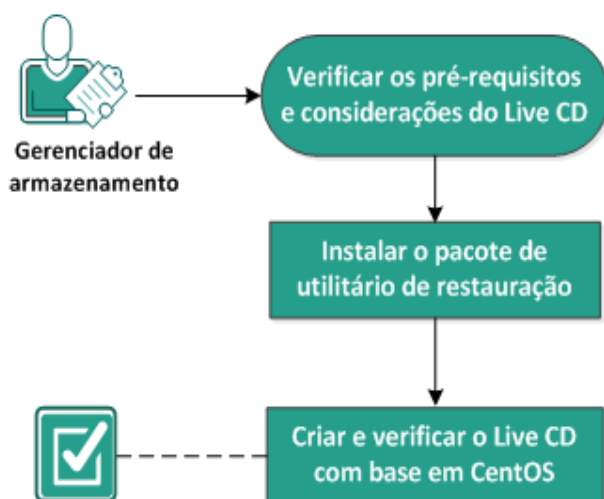 Verificar os pré-requisitos
e considerações do Live CD
Gerenciador de
armazenamento
Instalar o pacote de
utilitário de restauração
Criar e verificar o Live CD
com base em CentOS